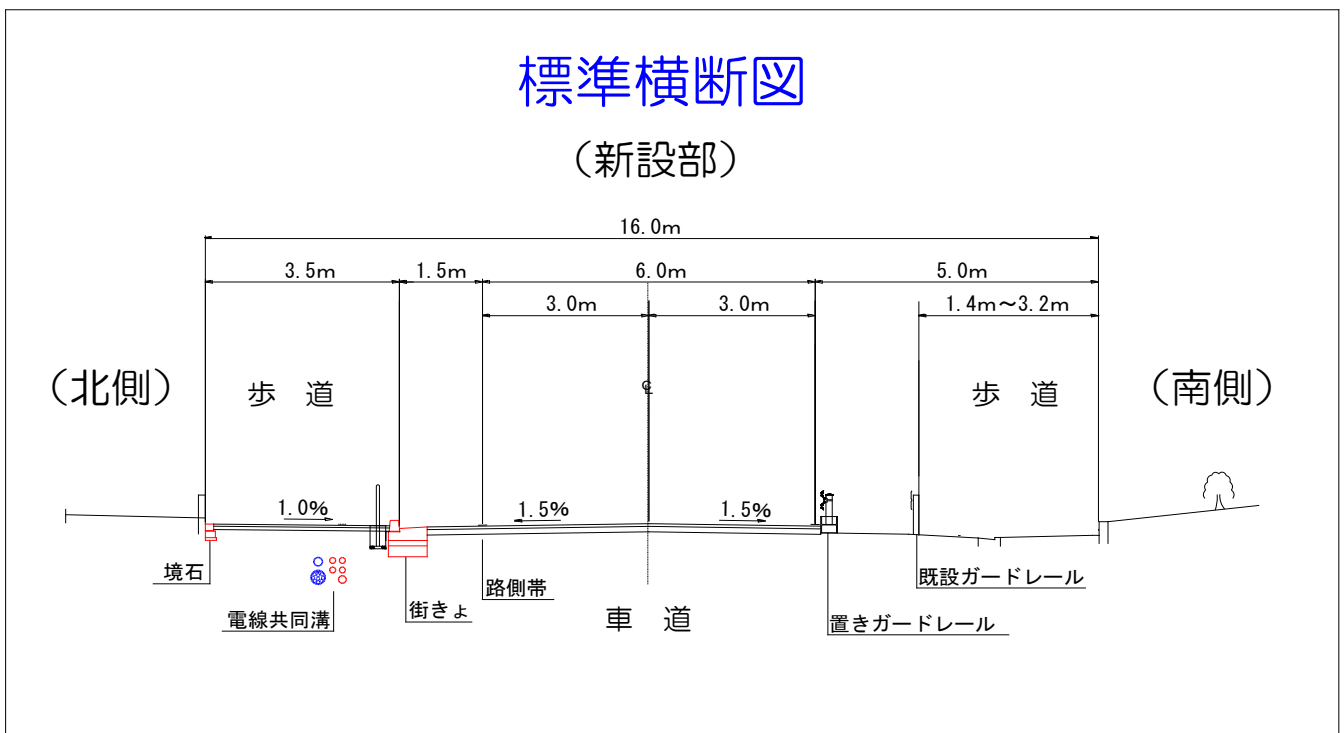 標準横断図
（新設部）
16.0m
3.5m 1.5m 6.0m 5.0m
3.0m 3.0m 1.4m～3.2m
（北側） 歩 道 歩 道 （南側）
℄
1.0% 1.5% 1.5%
境石 路側帯 既設ガードレール
電線共同溝 街きょ 車 道 置きガードレール